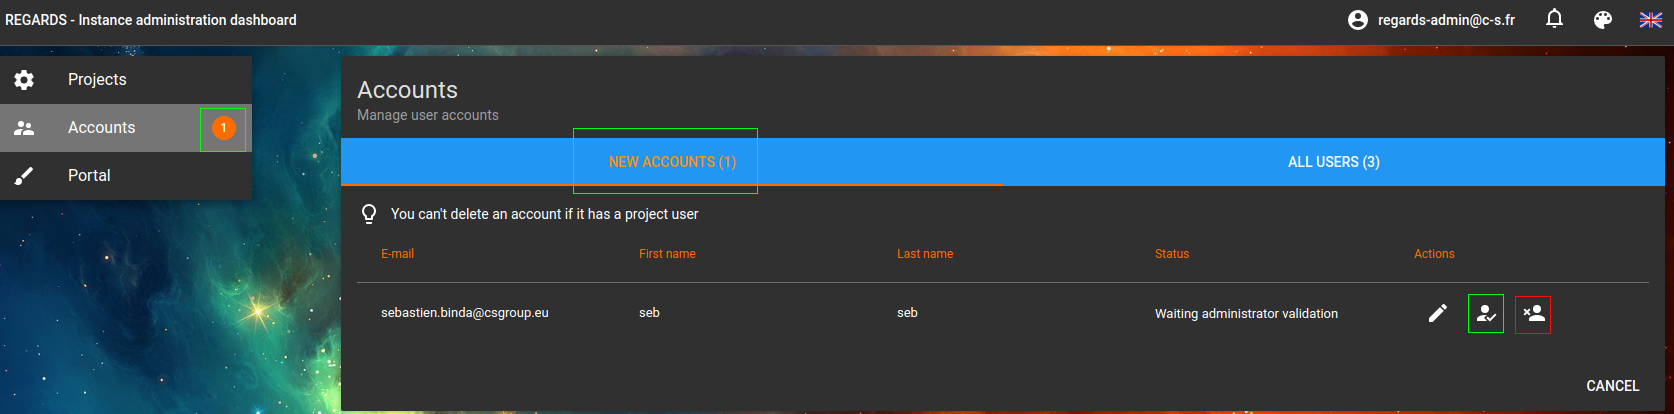 REGARDS - Instance administration dashboard
regards-admin@c-s.fr
Projects
Accounts
1
Portal
Accounts
Manage user accounts
NEW ACCOUNTS (1)
ALL USERS (3)
You can't delete an account if it has a project user
E-mail First name Last name Status Actions
sebastien.binda@csgroup.eu seb seb Waiting administrator validation
CANCEL